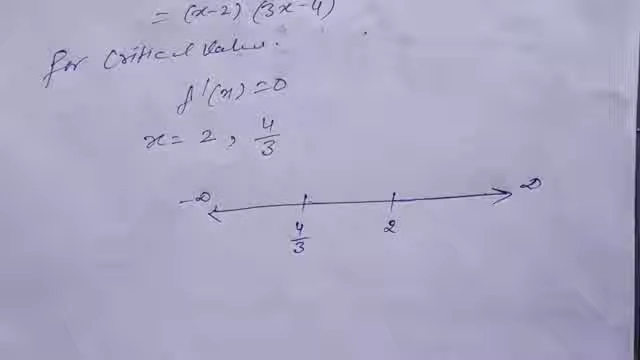 = (x-2) (3x-4)
for critical value.
f'(x) = 0
x = 2, 4/3
-∞ ∞
4/3 2